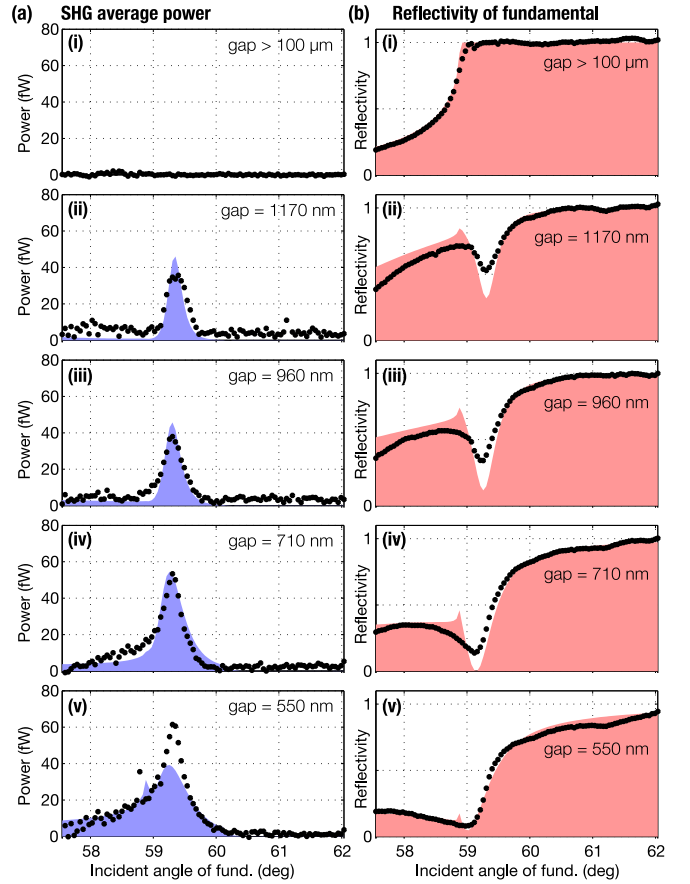 (a) SHG average power
80
60
40
20
0
Power (fW)
(i)
gap > 100 µm
80
60
40
20
0
Power (fW)
(ii)
gap = 1170 nm
80
60
40
20
0
Power (fW)
(iii)
gap = 960 nm
80
60
40
20
0
Power (fW)
(iv)
gap = 710 nm
80
60
40
20
0
Power (fW)
(v)
gap = 550 nm
58 59 60 61 62
Incident angle of fund. (deg)
(b) Reflectivity of fundamental
1
0
Reflectivity
(i)
gap > 100 µm
1
0
Reflectivity
(ii)
gap = 1170 nm
1
0
Reflectivity
(iii)
gap = 960 nm
1
0
Reflectivity
(iv)
gap = 710 nm
1
0
Reflectivity
(v)
gap = 550 nm
58 59 60 61 62
Incident angle of fund. (deg)